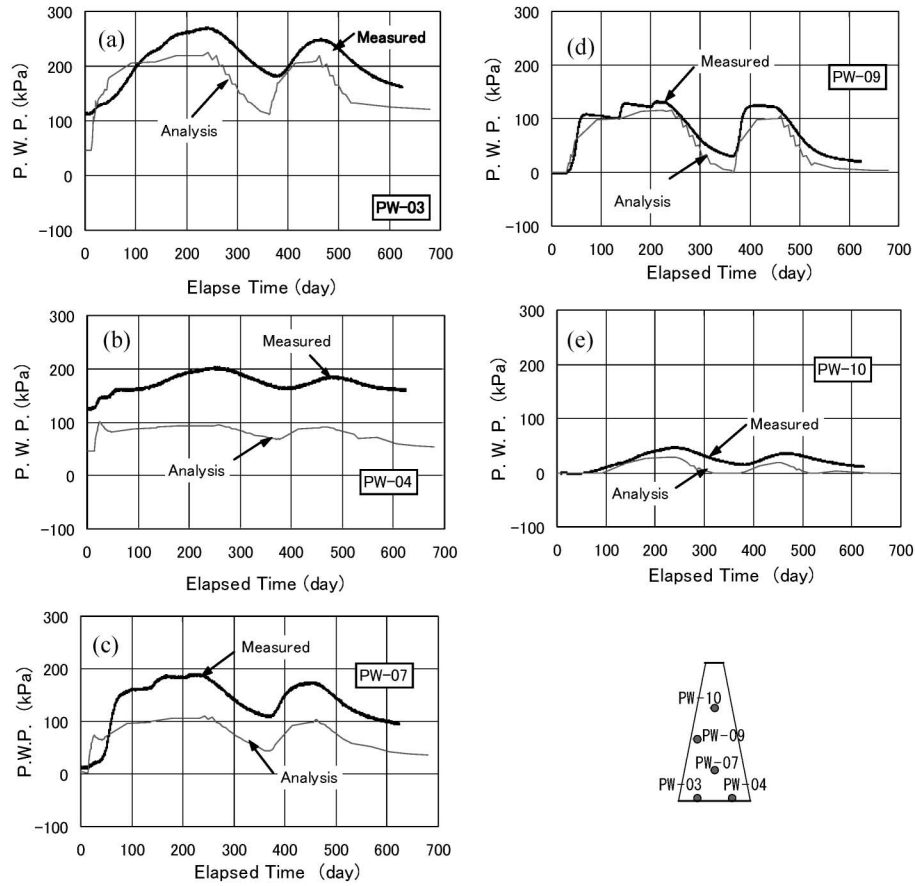 (a)
300
200
100
0
-100
P. W. P. (kPa)
Measured
Analysis
PW-03
0 100 200 300 400 500 600 700
Elapse Time (day)
(b)
300
200
100
0
-100
P. W. P. (kPa)
Measured
Analysis
PW-04
0 100 200 300 400 500 600 700
Elapsed Time (day)
(c)
300
200
100
0
-100
P.W.P. (kPa)
Measured
PW-07
Analysis
0 100 200 300 400 500 600 700
Elapsed Time (day)
(d)
300
200
100
0
-100
P. W. P. (kPa)
Measured
PW-09
Analysis
0 100 200 300 400 500 600 700
Elapsed Time (day)
(e)
300
200
100
0
-100
P. W. P. (kPa)
PW-10
Measured
Analysis
0 100 200 300 400 500 600 700
Elapsed Time (day)
PW-10
PW-09
PW-07
PW-03 PW-04